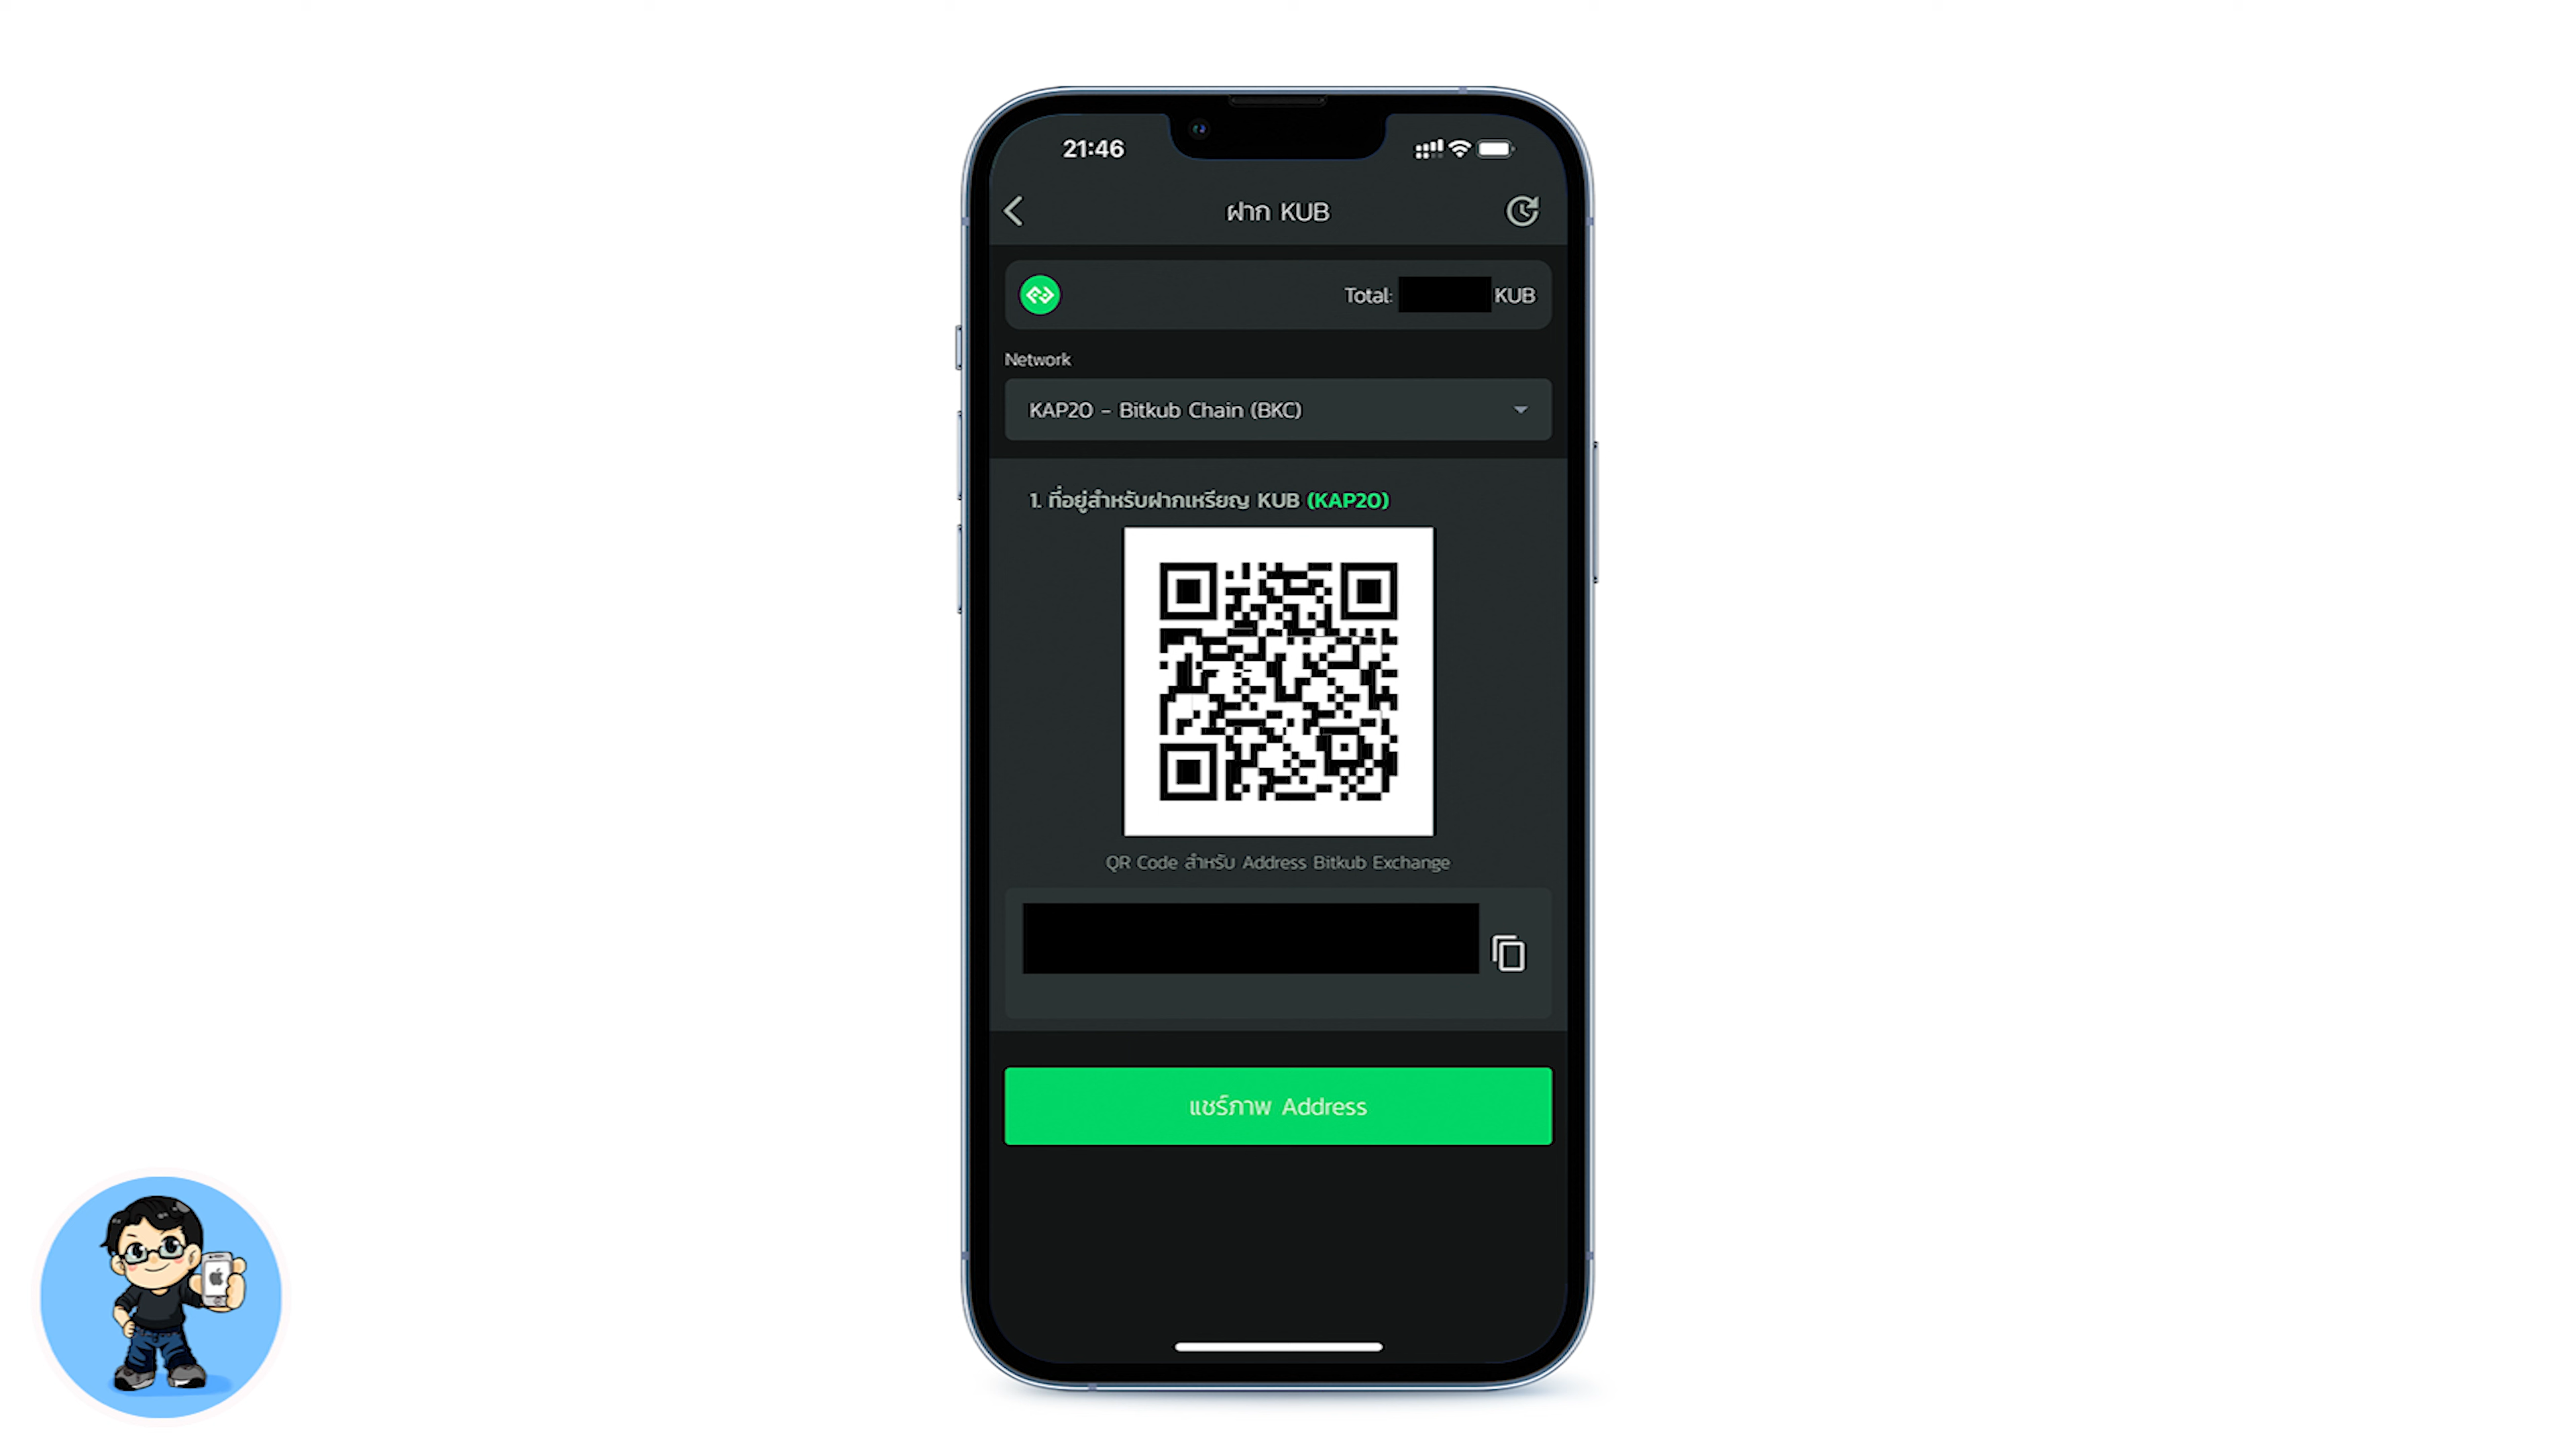 21:46
ฝาก KUB
Total: KUB
Network
KAP20 - Bitkub Chain (BKC)
1. ที่อยู่สำหรับฝากเหรียญ KUB (KAP20)
QR Code สำหรับ Address Bitkub Exchange
แชร์ภาพ Address